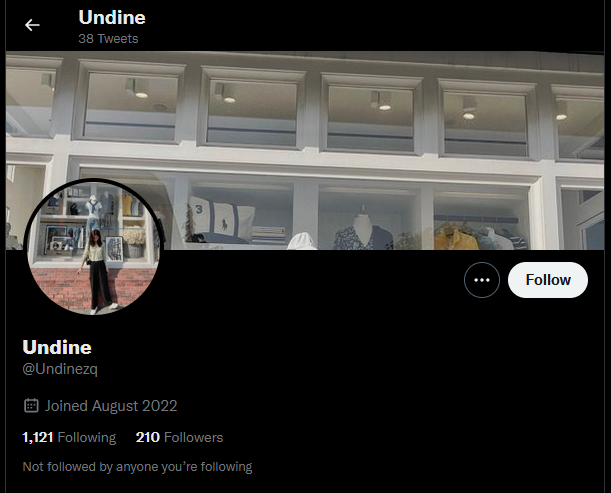 Undine
38 Tweets
3
Follow
Undine
@Undinezq
Joined August 2022
1,121 Following 210 Followers
Not followed by anyone you're following